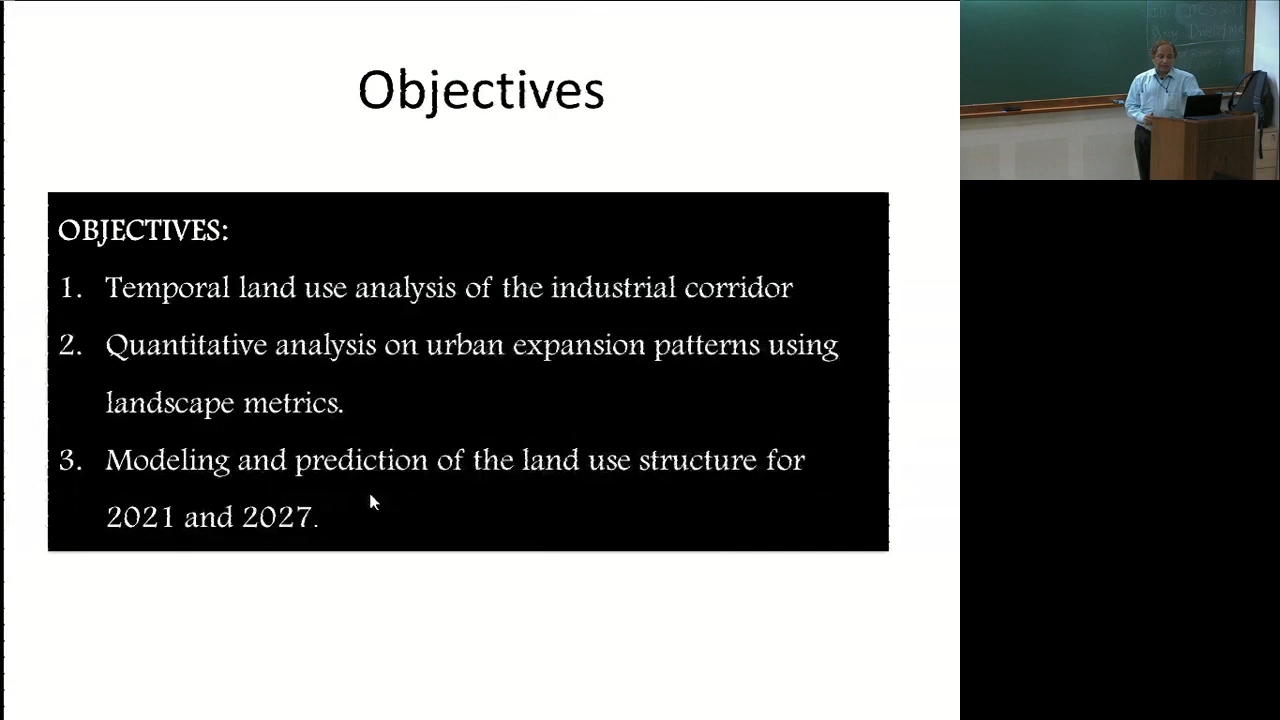 Objectives
OBJECTIVES:
1. Temporal land use analysis of the industrial corridor
2. Quantitative analysis on urban expansion patterns using
landscape metrics.
3. Modeling and prediction of the land use structure for
2021 and 2027.